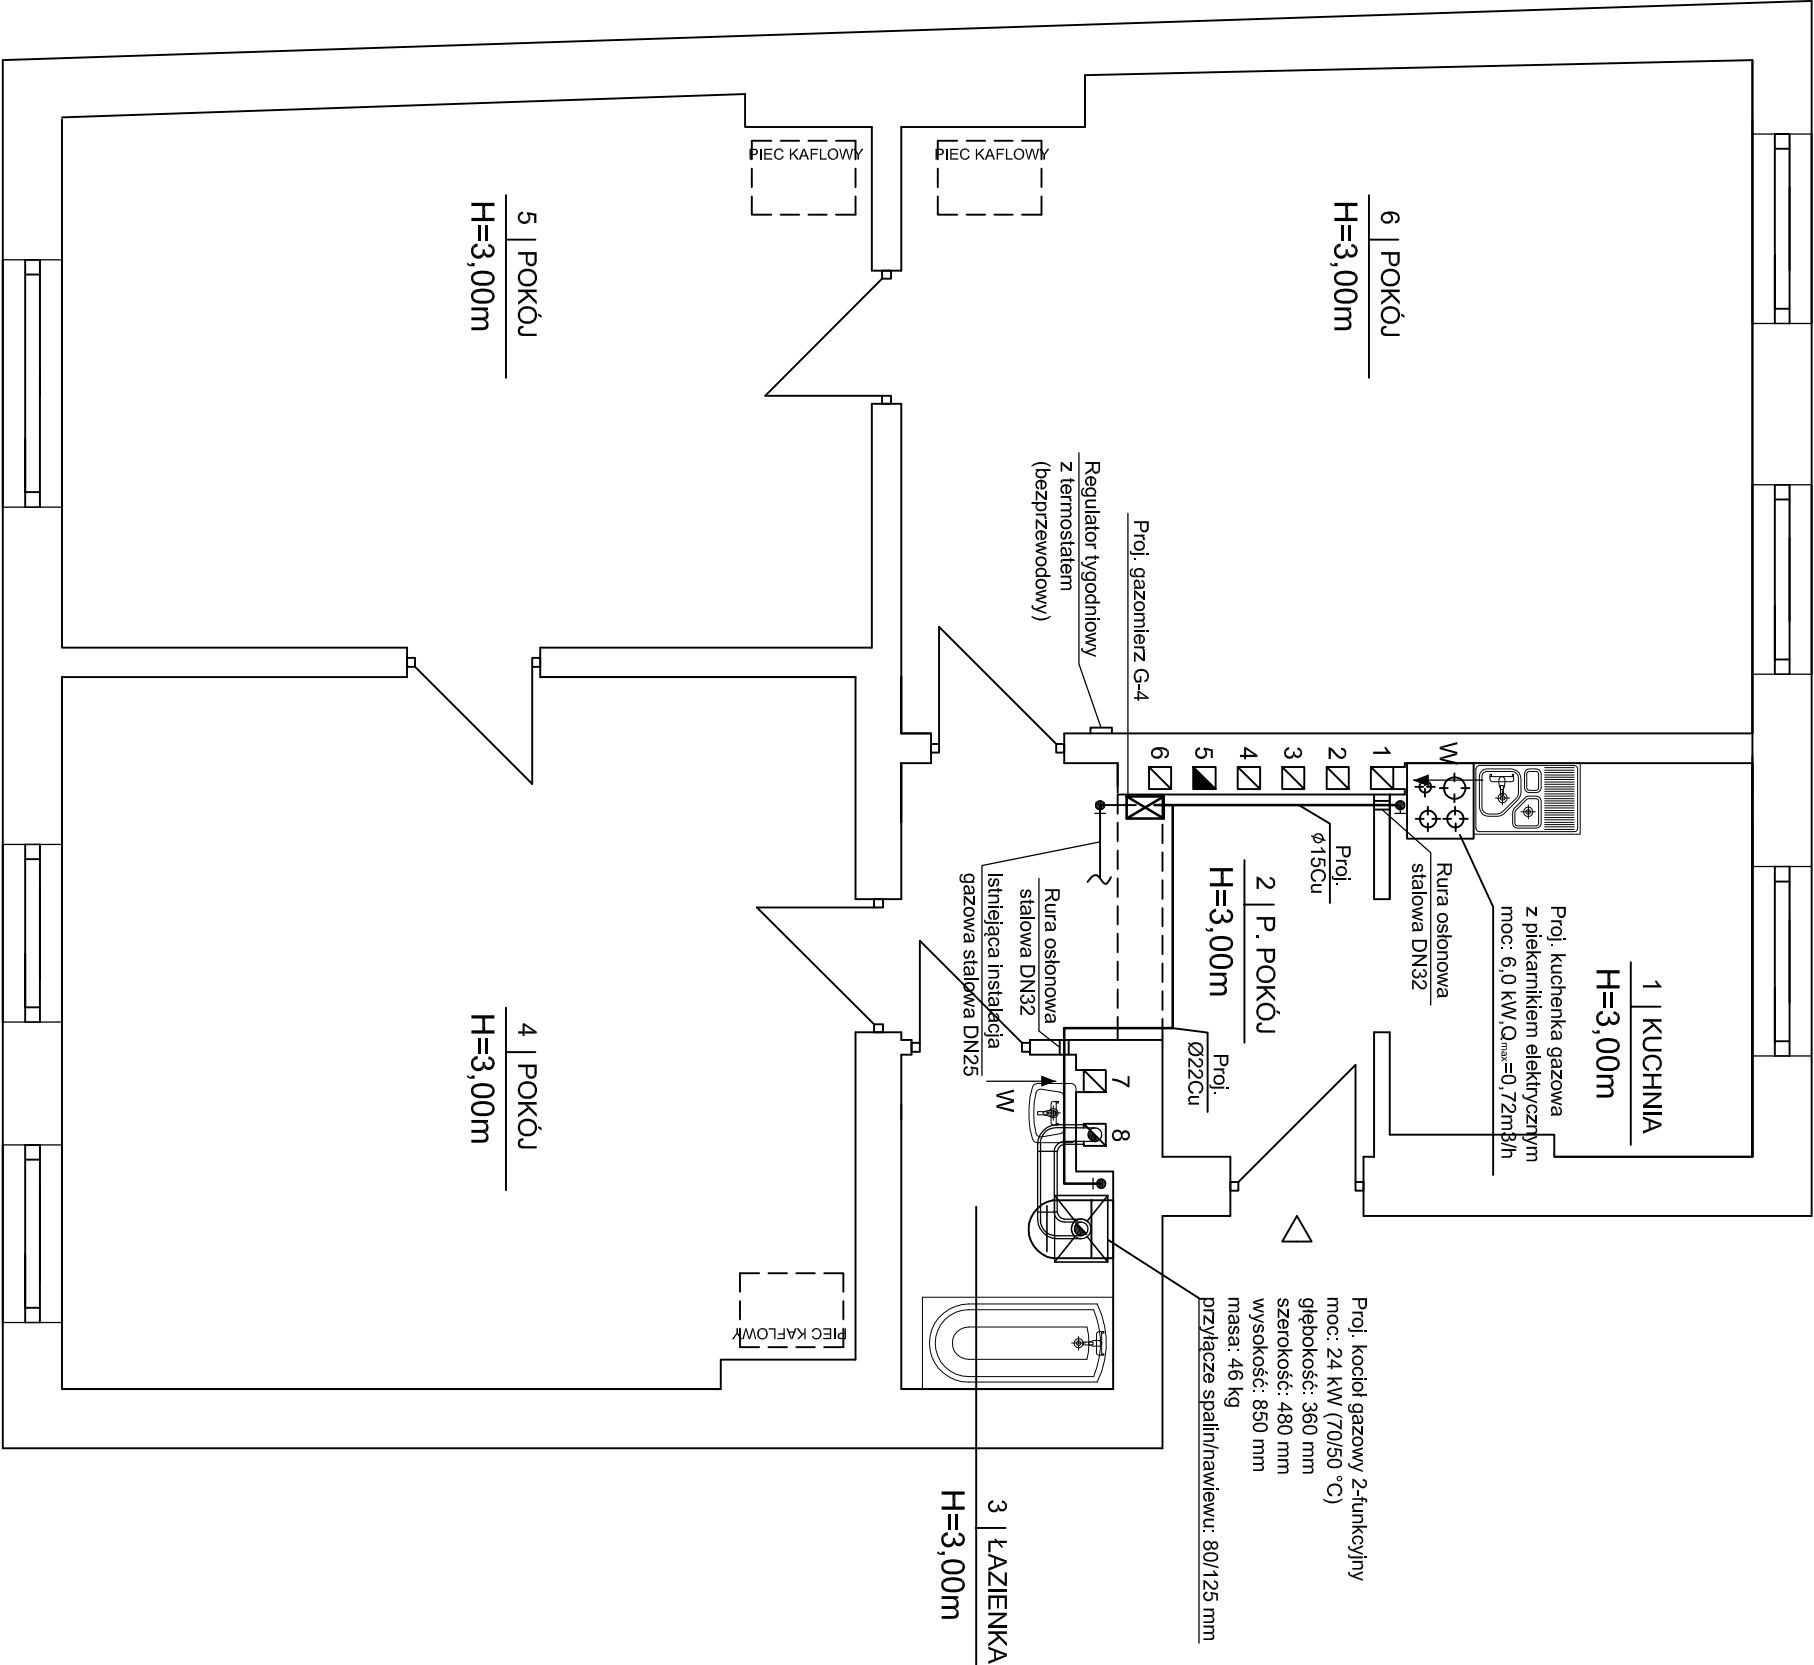 PIEC KAFLOWY
PIEC KAFLOWY
5 | POKÓJ
H=3,00m
6 | POKÓJ
H=3,00m
Regulator tygodniowy
z termostatem
(bezprzewodowy)
Proj. gazomierz G-4
6
5
4
3
2
1
W
Proj.
Ø15Cu
Rura osłonowa
stalowa DN32
Proj. kuchenka gazowa
z piekarnikiem elektrycznym
moc: 6,0 kW,Qmax=0,72m3/h
1 | KUCHNIA
H=3,00m
2 | P. POKÓJ
H=3,00m
Rura osłonowa
stalowa DN32
Istniejąca instalacja
gazowa stalowa DN25
Proj.
Ø22Cu
W
7
8
4 | POKÓJ
H=3,00m
PIEC KAFLOWY
Proj. kocioł gazowy 2-funkcyjny
moc: 24 kW (70/50 °C)
głębokość: 360 mm
szerokość: 480 mm
wysokość: 850 mm
masa: 46 kg
przyłącze spalin/nawiewu: 80/125 mm
3 | ŁAZIENKA
H=3,00m